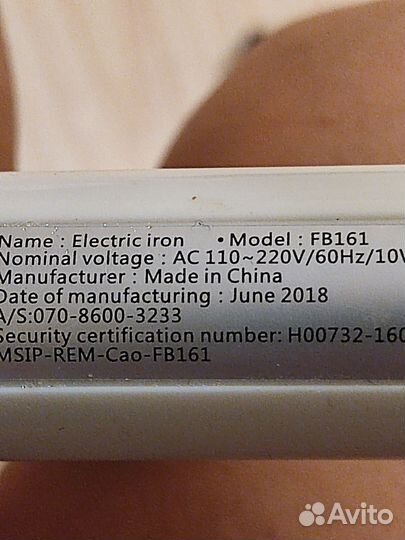 Name : Electric iron • Model : FB161
Nominal voltage : AC 110~220V/60Hz/10W
Manufacturer : Made in China
Date of manufacturing : June 2018
A/S:070-8600-3233
Security certification number: H00732-160
MSIP-REM-Cao-FB161
Avito